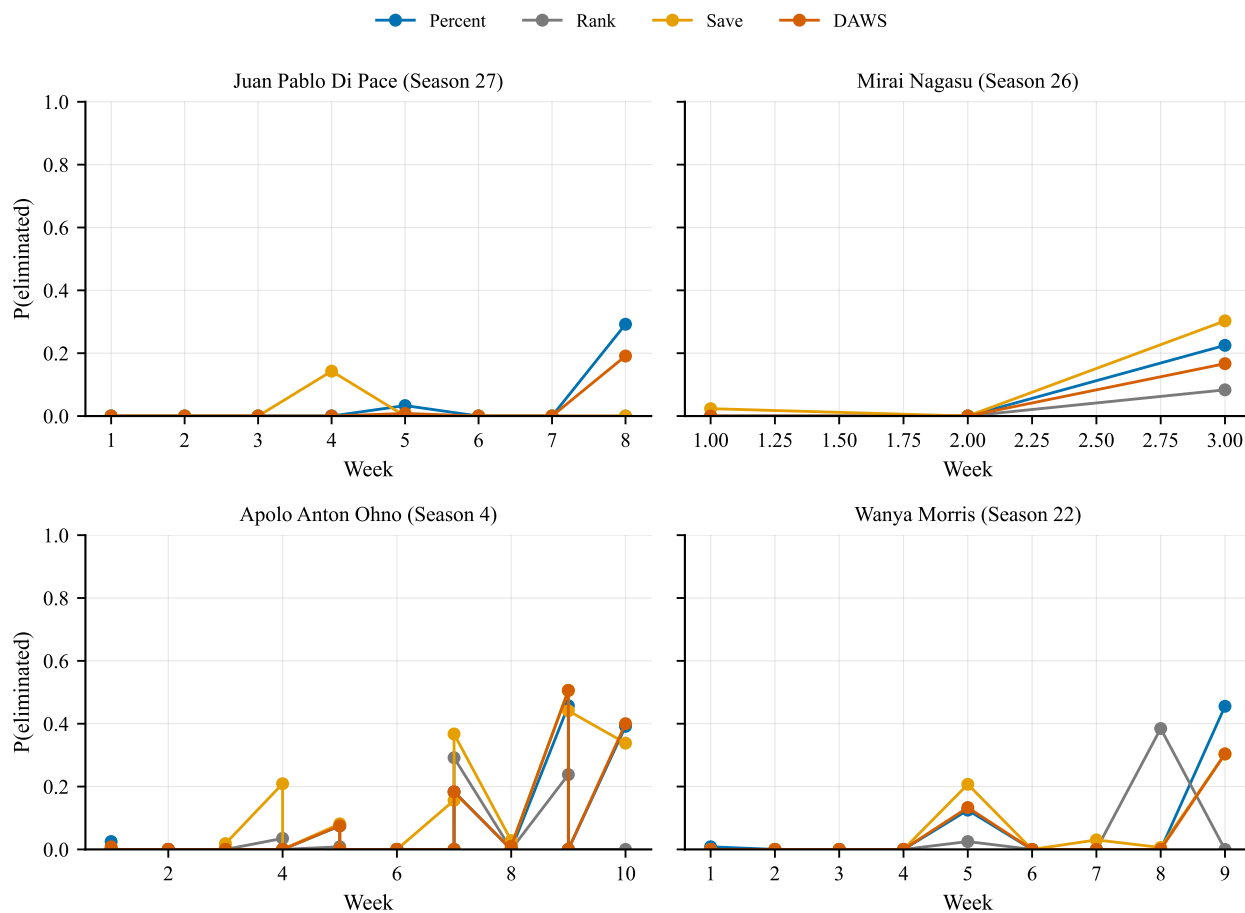 Percent Rank Save DAWS
Juan Pablo Di Pace (Season 27)
P(eliminated)
1.0
0.8
0.6
0.4
0.2
0.0
1 2 3 4 5 6 7 8
Week
Mirai Nagasu (Season 26)
1.00 1.25 1.50 1.75 2.00 2.25 2.50 2.75 3.00
Week
Apolo Anton Ohno (Season 4)
P(eliminated)
1.0
0.8
0.6
0.4
0.2
0.0
2 4 6 8 10
Week
Wanya Morris (Season 22)
1 2 3 4 5 6 7 8 9
Week